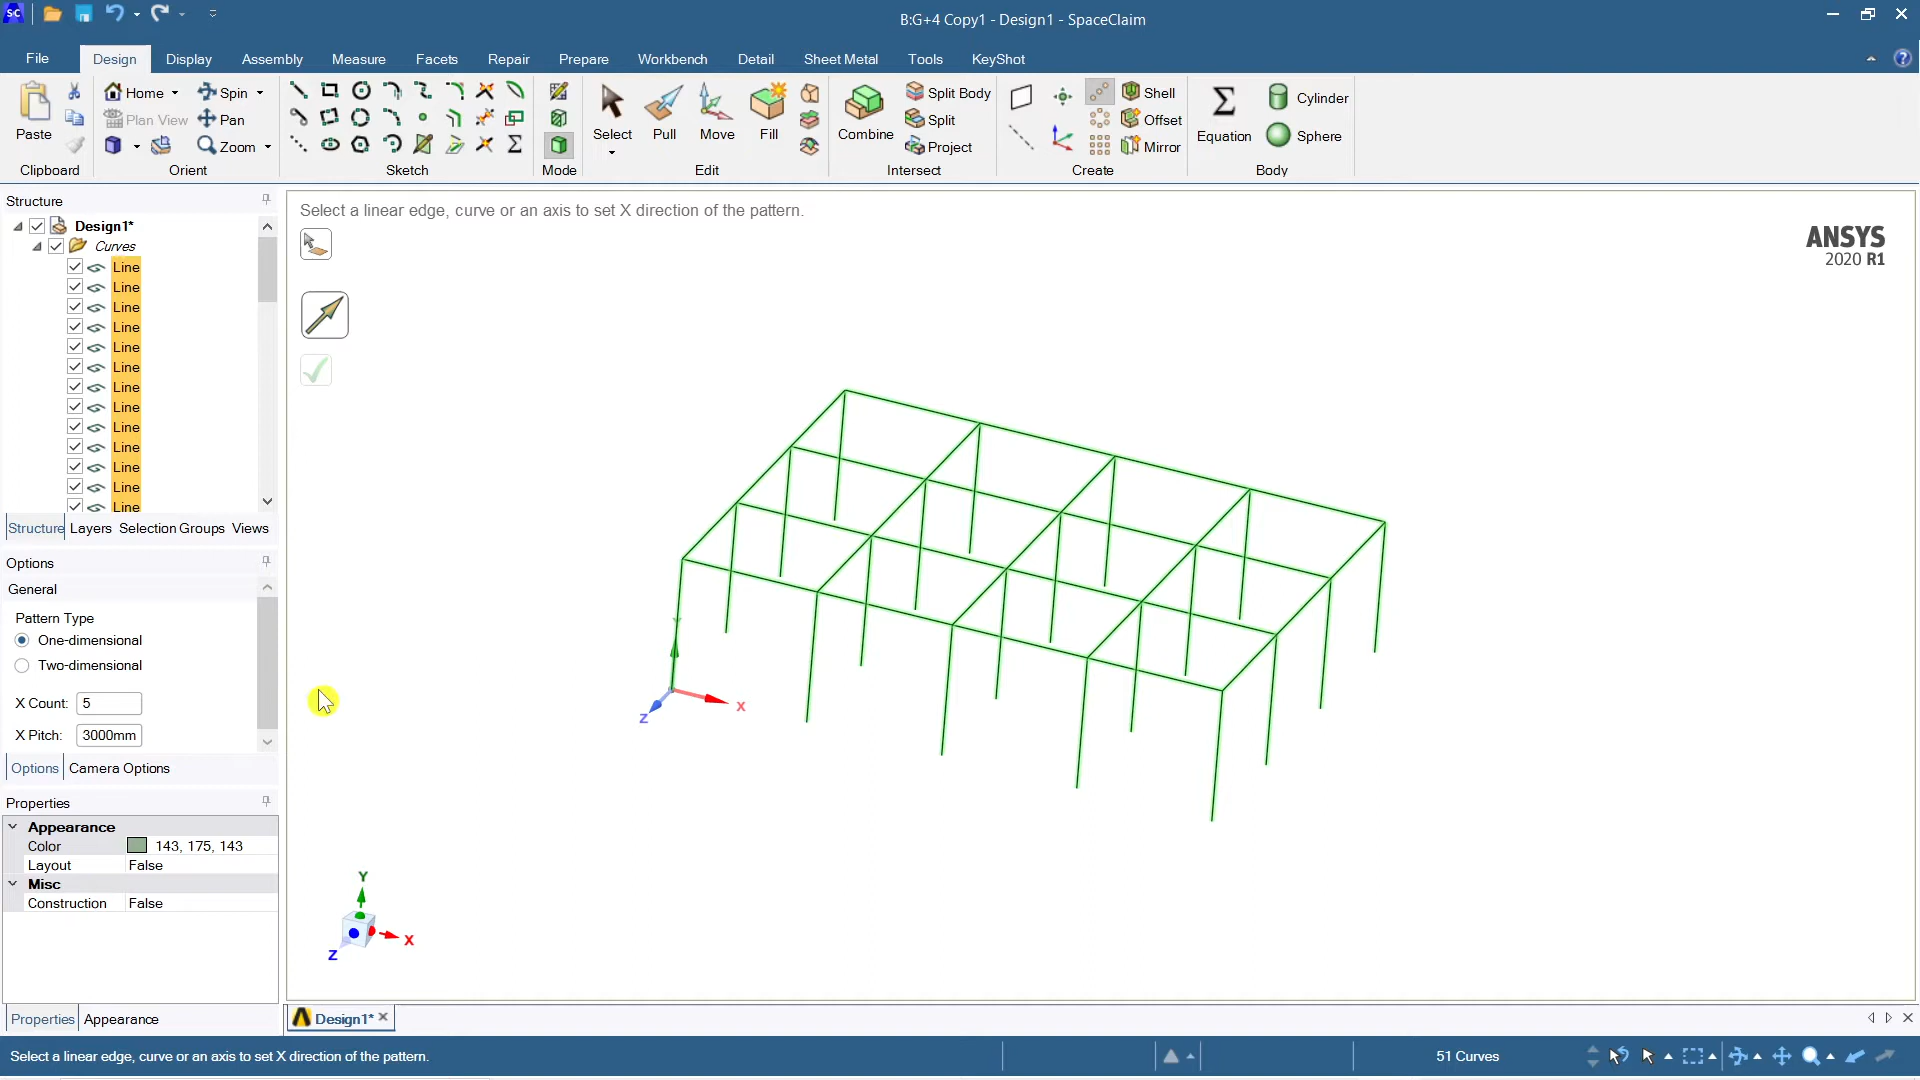 SC
B:G+4 Copy1 - Design1 - SpaceClaim
File Design Display Assembly Measure Facets Repair Prepare Workbench Detail Sheet Metal Tools KeyShot
Paste
Clipboard
Home Spin
Plan View Pan
Zoom
Orient
Sketch
Mode
Select Pull Move Fill
Edit
Combine
Split Body
Split
Project
Intersect
Shell
Offset
Mirror
Create
Equation
Cylinder
Sphere
Body
Structure
Design1*
Curves
Line
Line
Line
Line
Line
Line
Line
Line
Line
Line
Line
Line
Line
Structure Layers Selection Groups Views
Options
General
Pattern Type
One-dimensional
Two-dimensional
X Count: 5
X Pitch: 3000mm
Options Camera Options
Properties
Appearance
Color 143, 175, 143
Layout False
Misc
Construction False
Properties Appearance
Select a linear edge, curve or an axis to set X direction of the pattern.
ANSYS
2020 R1
Y
X
Z
Y
X
Z
Design1*
Select a linear edge, curve or an axis to set X direction of the pattern.
51 Curves